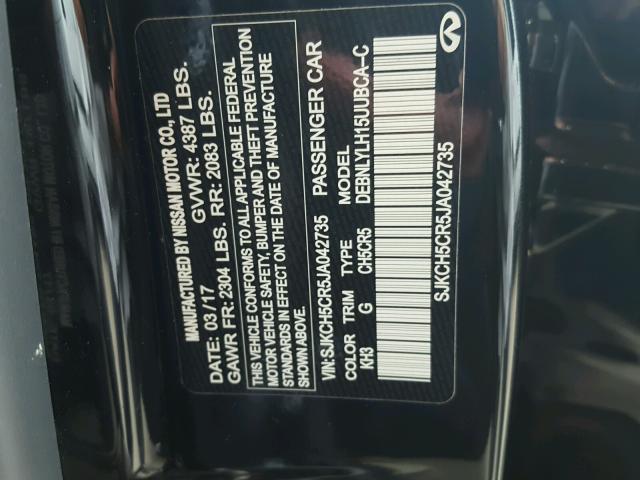 MANUFACTURED BY NISSAN MOTOR CO., LTD
DATE: 03/17 GVWR: 4387 LBS.
GAWR FR: 2304 LBS. RR: 2083 LBS.
THIS VEHICLE CONFORMS TO ALL APPLICABLE FEDERAL
MOTOR VEHICLE SAFETY, BUMPER AND THEFT PREVENTION
STANDARDS IN EFFECT ON THE DATE OF MANUFACTURE
SHOWN ABOVE.
VIN:SJKCH5CR5JA042735 PASSENGER CAR
COLOR TRIM TYPE MODEL
KH3 G CH5CR5 DEBNLYLH15UUBCA-C
SJKCH5CR5JA042735